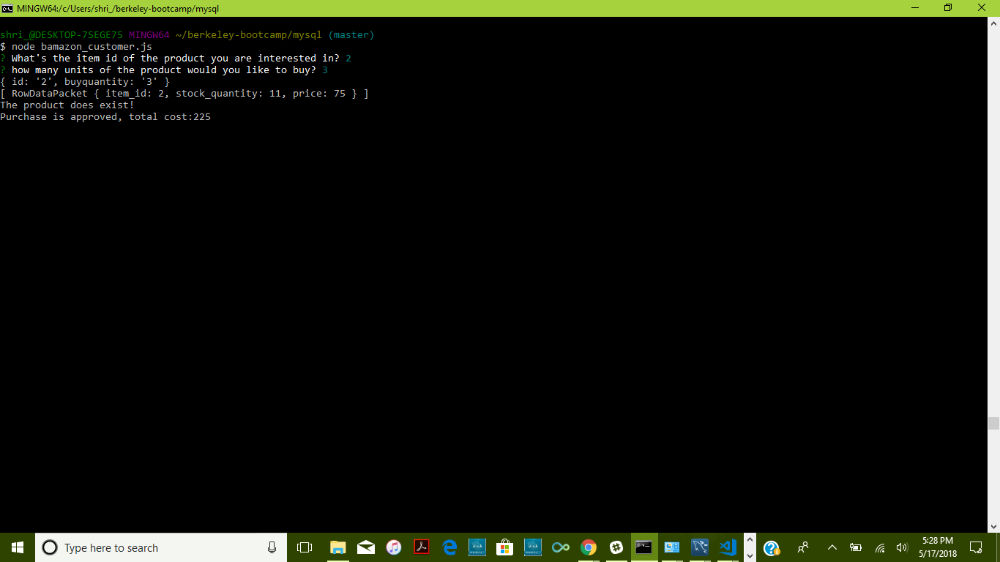 MINGW64:/c/Users/shri_/berkeley-bootcamp/mysql
shri_@DESKTOP-7SEGE75 MINGW64 ~/berkeley-bootcamp/mysql (master)
$ node bamazon_customer.js
? What's the item id of the product you are interested in? 2
? how many units of the product would you like to buy? 3
{ id: '2', buyquantity: '3' }
[ RowDataPacket { item_id: 2, stock_quantity: 11, price: 75 } ]
The product does exist!
Purchase is approved, total cost:225
Type here to search
5:28 PM
5/17/2018